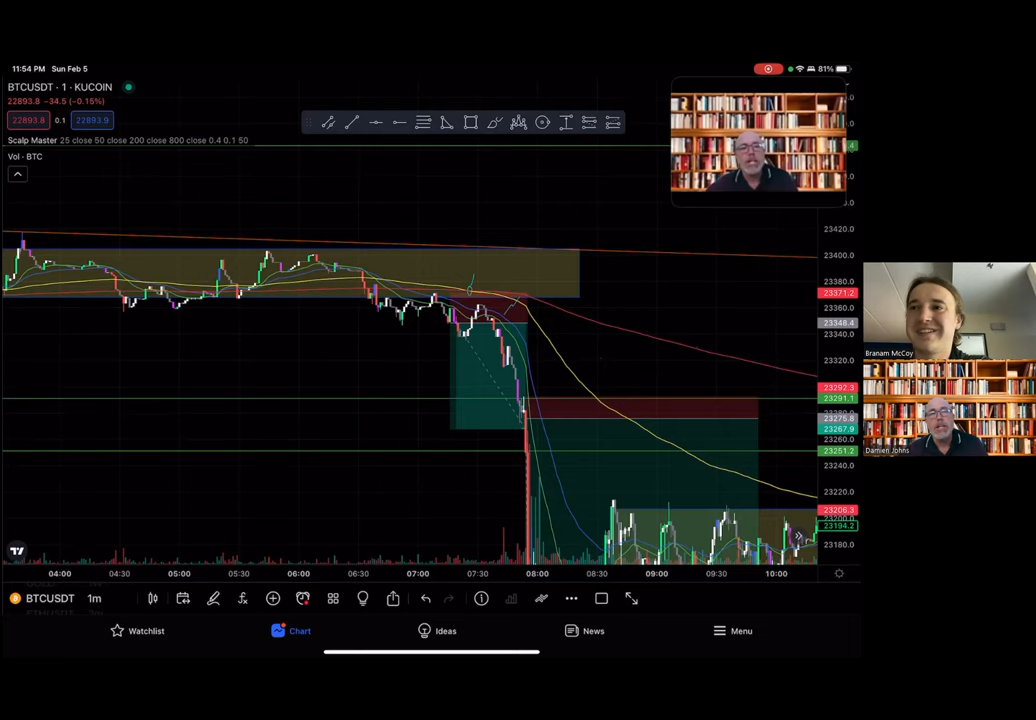 11:54 PM Sun Feb 5
81%
BTCUSDT · 1 · KUCOIN
22893.8 −34.5 (−0.15%)
22893.8 0.1 22893.9
Scalp Master 25 close 50 close 200 close 800 close 0.4 0.1 50
Vol · BTC
23420.0
23400.0
23380.0
23371.2
23360.0
23348.4
23340.0
23320.0
23292.3
23291.1
23275.8
23267.9
23260.0
23251.2
23240.0
23220.0
23206.3
23194.2
23180.0
04:00 04:30 05:00 05:30 06:00 06:30 07:00 07:30 08:00 08:30 09:00 09:30 10:00
BTCUSDT 1m
Watchlist Chart Ideas News Menu
Branam McCoy
Damien Johns